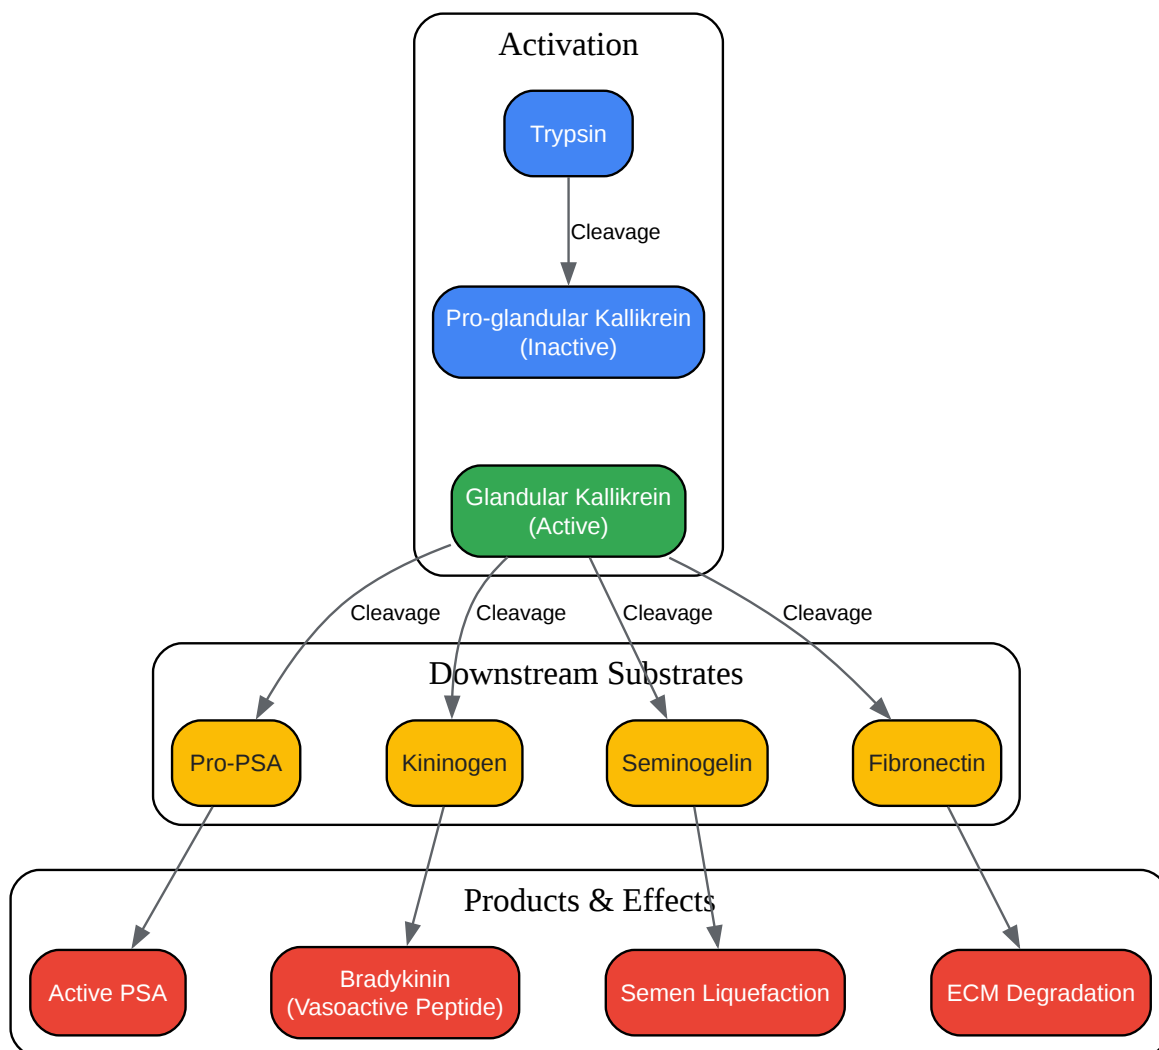 Activation
Trypsin
Cleavage
Pro-glandular Kallikrein
(Inactive)
Glandular Kallikrein
(Active)
Cleavage
Cleavage
Cleavage
Cleavage
Downstream Substrates
Pro-PSA
Kininogen
Seminogelin
Fibronectin
Products & Effects
Active PSA
Bradykinin
(Vasoactive Peptide)
Semen Liquefaction
ECM Degradation